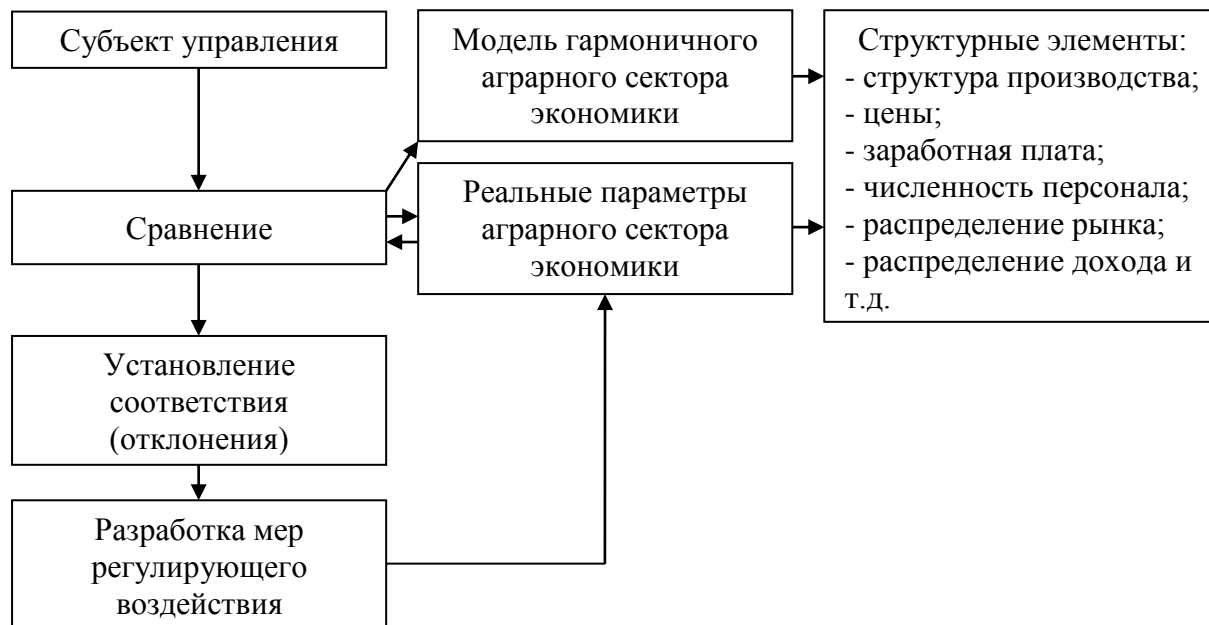 Субъект управления
Модель гармоничного
аграрного сектора
экономики
Структурные элементы:
- структура производства;
- цены;
- заработная плата;
- численность персонала;
- распределение рынка;
- распределение дохода и
т.д.
Сравнение
Реальные параметры
аграрного сектора
экономики
Установление
соответствия
(отклонения)
Разработка мер
регулирующего
воздействия